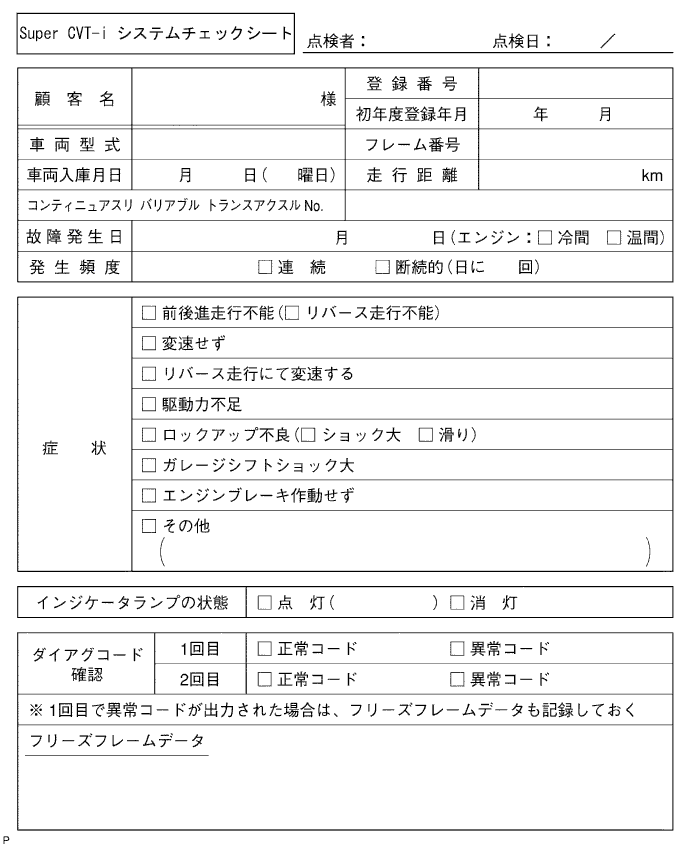 Super CVT-i システムチェックシート 点検者： 点検日： ／
顧 客 名 様 登 録 番 号
初年度登録年月 年 月
車 両 型 式 フレーム番号
車両入庫月日 月 日( 曜日) 走 行 距 離 km
コンティニュアスリ バリアブル トランスアクスル No.
故 障 発 生 日 月 日(エンジン：□ 冷間 □ 温間)
発 生 頻 度 □ 連 続 □ 断続的(日に 回)
症 状
□ 前後進走行不能(□ リバース走行不能)
□ 変速せず
□ リバース走行にて変速する
□ 駆動力不足
□ ロックアップ不良(□ ショック大 □ 滑り)
□ ガレージシフトショック大
□ エンジンブレーキ作動せず
□ その他
( )
インジケータランプの状態 □ 点 灯( ) □ 消 灯
ダイアグコード
確認
1回目 □ 正常コード □ 異常コード
2回目 □ 正常コード □ 異常コード
※ 1回目で異常コードが出力された場合は、フリーズフレームデータも記録しておく
フリーズフレームデータ
P